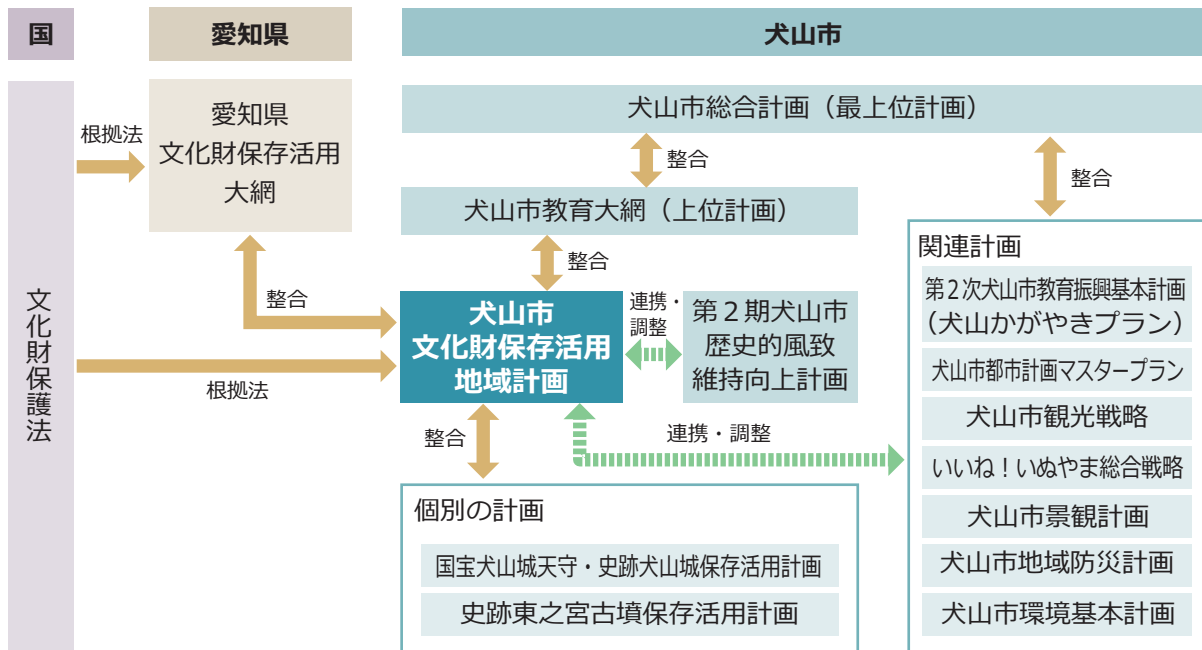 国
愛知県
犬山市
文化財保護法
根拠法
愛知県
文化財保存活用
大綱
犬山市総合計画（最上位計画）
整合
整合
犬山市教育大綱（上位計画）
整合
整合
犬山市
文化財保存活用
地域計画
連携・
調整
第２期犬山市
歴史的風致
維持向上計画
根拠法
整合
連携・調整
個別の計画
国宝犬山城天守・史跡犬山城保存活用計画
史跡東之宮古墳保存活用計画
関連計画
第２次犬山市教育振興基本計画
（犬山かがやきプラン）
犬山市都市計画マスタープラン
犬山市観光戦略
いいね！いぬやま総合戦略
犬山市景観計画
犬山市地域防災計画
犬山市環境基本計画